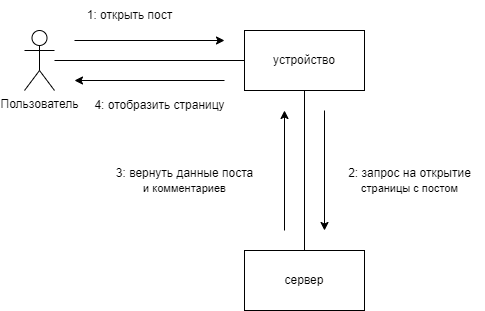 1: открыть пост
устройство
Пользователь
4: отобразить страницу
3: вернуть данные поста
и комментариев
2: запрос на открытие
страницы с постом
сервер